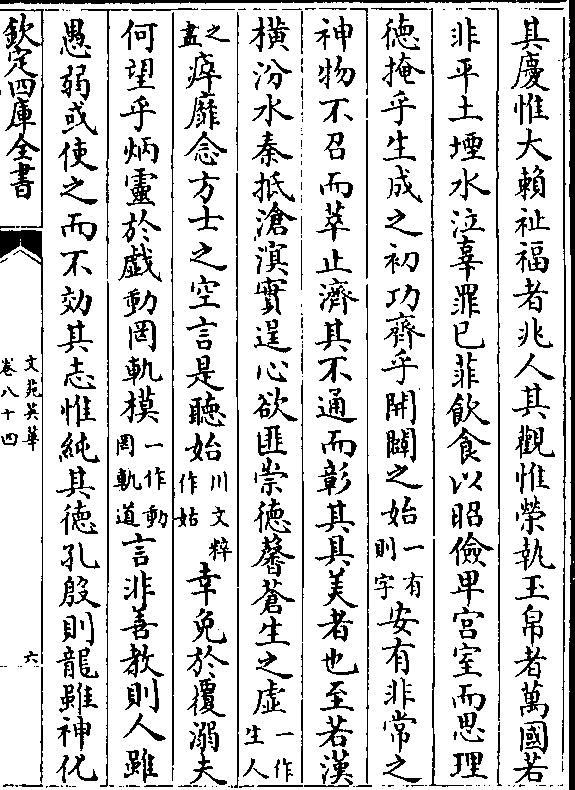 其慶惟大賴祉福者兆人其觀惟榮執玉帛者萬國若
非平土堙水泣辜罪已菲飲食以昭儉卑宮室而思理
德掩乎生成之初功齊乎開闢之始一有則字安有非常之
神物不召而萃止濟其不通而彰其具美者也至若漢
橫汾水秦抵滄溟實逞心欲匪崇德馨蒼生之虛一作生人
之盡瘁靡念方士之空言是聽始川文粹作姑幸免於覆溺夫
何望乎炳靈於戲動罔軌模一作動罔軌道言非善教則人雖
愚弱或使之而不効其志惟純其德孔殷則龍雖神化
欽定四庫全書
文苑英華
卷八十四
六